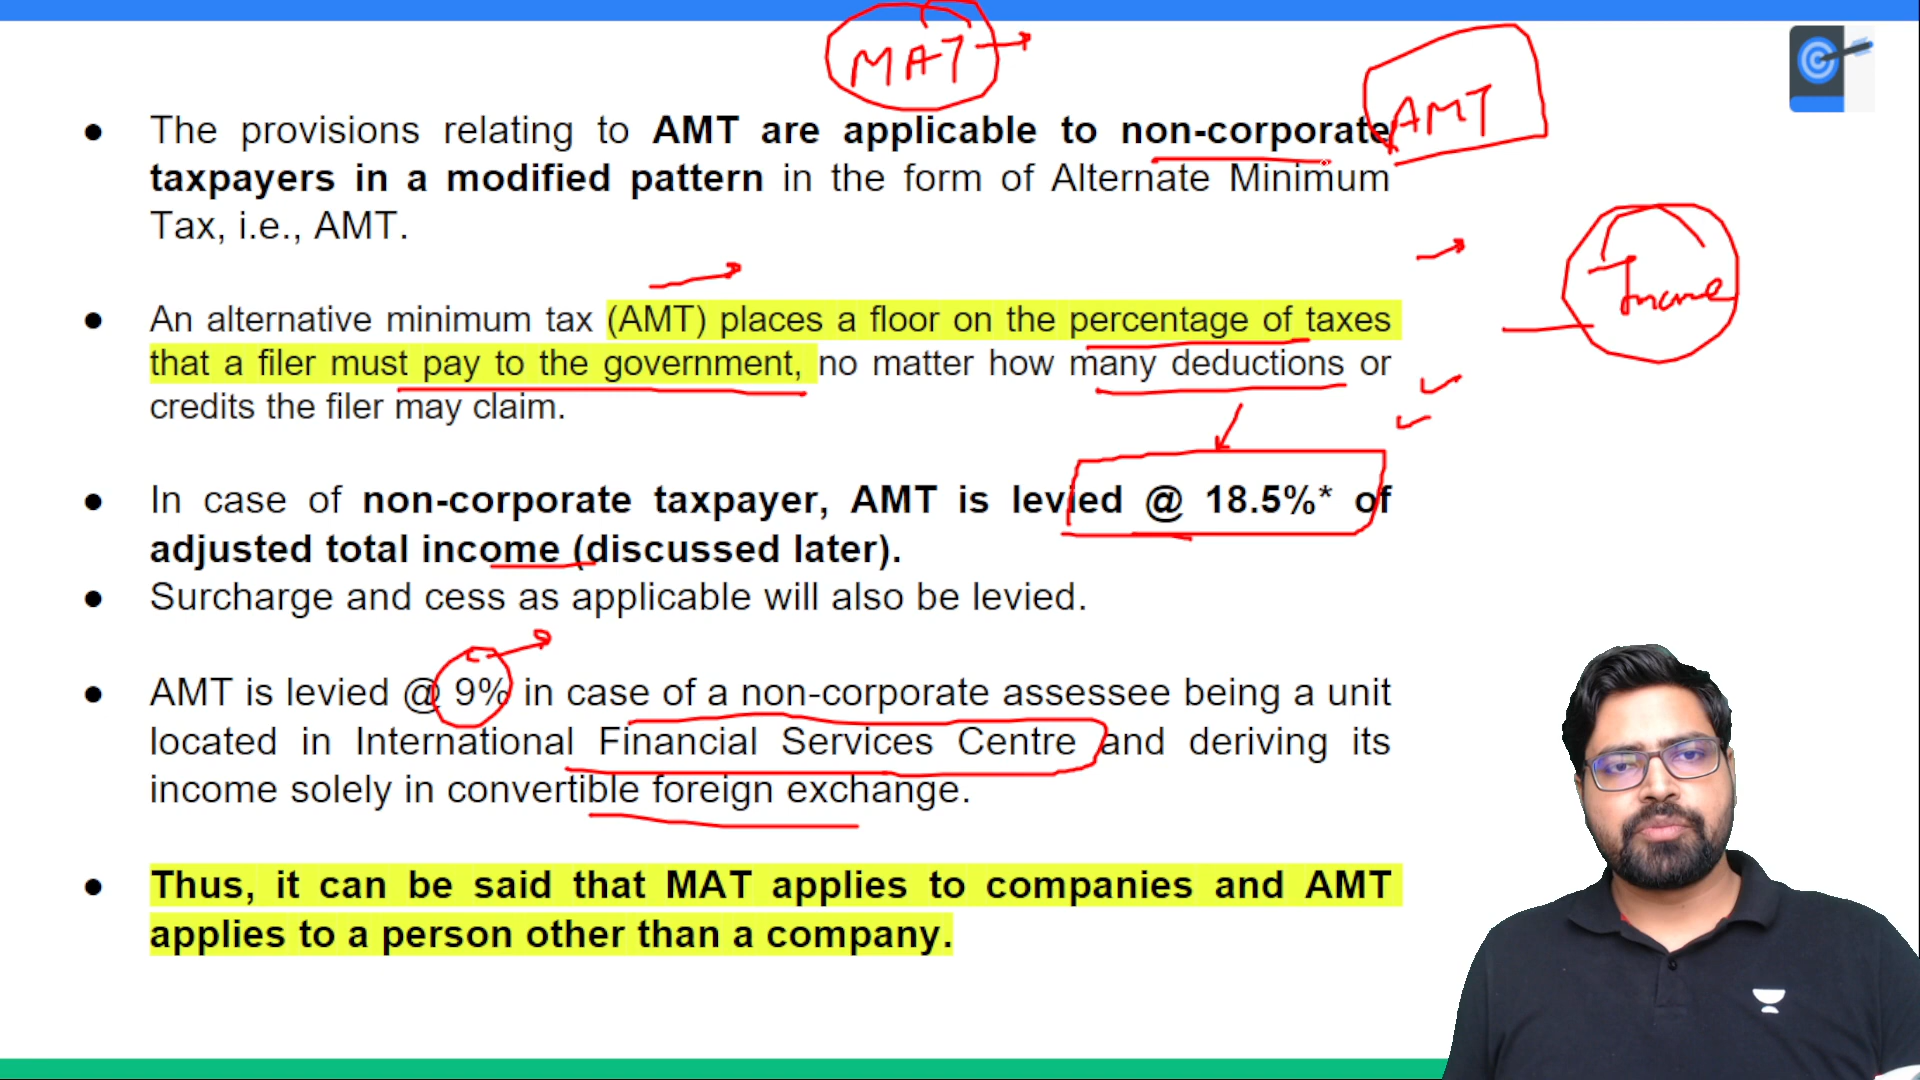 MAT
AMT
● The provisions relating to AMT are applicable to non-corporate
taxpayers in a modified pattern in the form of Alternate Minimum
Tax, i.e., AMT.
Income
● An alternative minimum tax (AMT) places a floor on the percentage of taxes
that a filer must pay to the government, no matter how many deductions or
credits the filer may claim.
● In case of non-corporate taxpayer, AMT is levied @ 18.5%* of
adjusted total income (discussed later).
● Surcharge and cess as applicable will also be levied.
● AMT is levied @ 9% in case of a non-corporate assessee being a unit
located in International Financial Services Centre and deriving its
income solely in convertible foreign exchange.
● Thus, it can be said that MAT applies to companies and AMT
applies to a person other than a company.